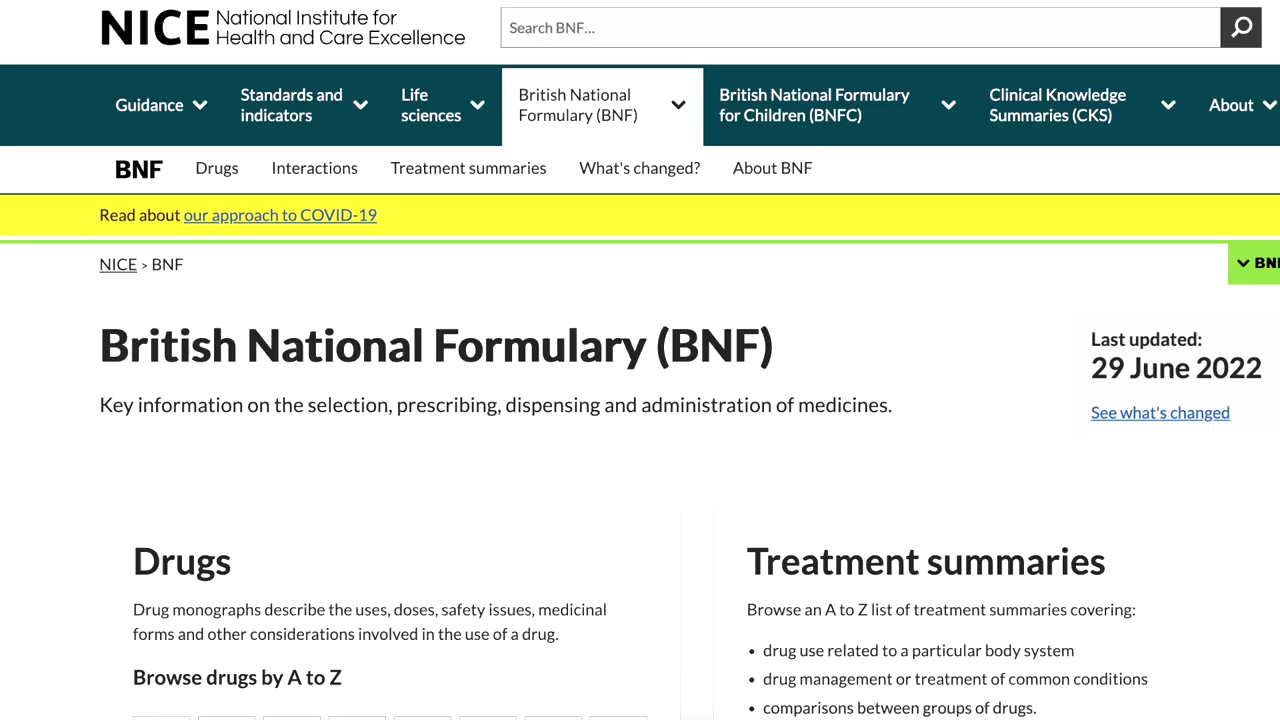 NICE National Institute for
Health and Care Excellence
Search BNF...
Guidance
Standards and
indicators
Life
sciences
British National
Formulary (BNF)
British National Formulary
for Children (BNFC)
Clinical Knowledge
Summaries (CKS)
About
BNF
Drugs
Interactions
Treatment summaries
What's changed?
About BNF
Read about our approach to COVID-19
NICE > BNF
British National Formulary (BNF)
Key information on the selection, prescribing, dispensing and administration of medicines.
Last updated:
29 June 2022
See what's changed
Drugs
Drug monographs describe the uses, doses, safety issues, medicinal
forms and other considerations involved in the use of a drug.
Browse drugs by A to Z
Treatment summaries
Browse an A to Z list of treatment summaries covering:
• drug use related to a particular body system
• drug management or treatment of common conditions
• comparisons between groups of drugs.